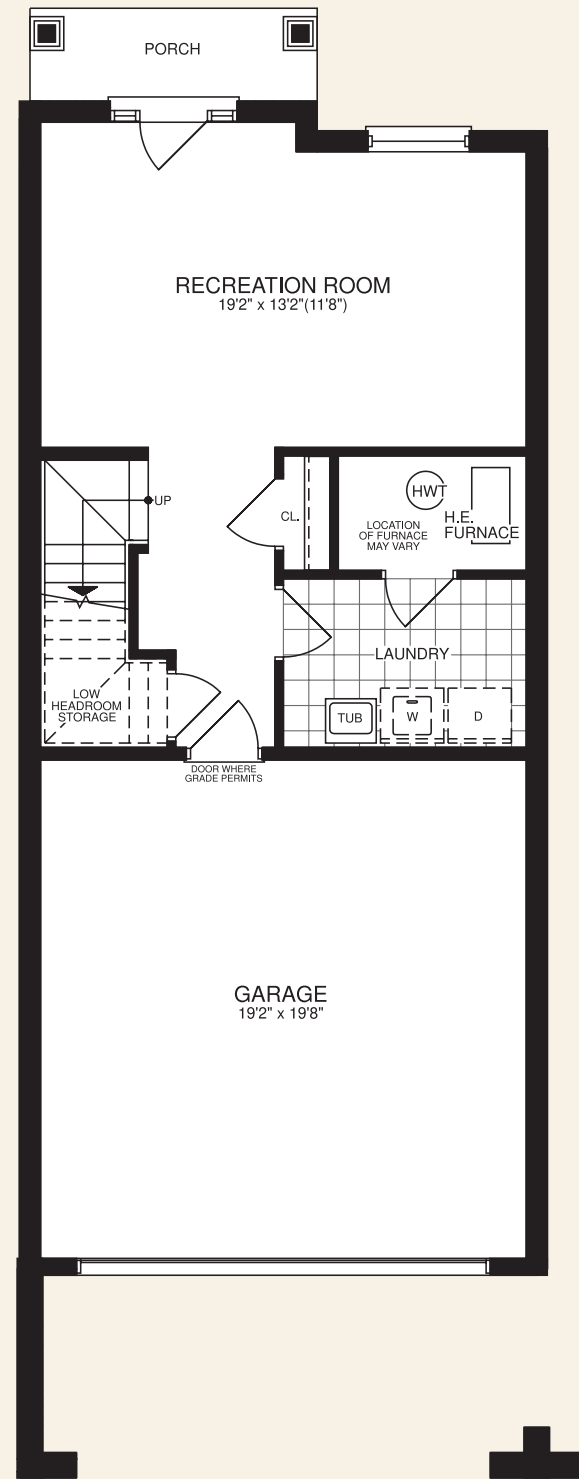 PORCH
RECREATION ROOM
19'2" x 13'2"(11'8")
UP
CL.
HWT
H.E.
FURNACE
LOCATION
OF FURNACE
MAY VARY
LAUNDRY
LOW
HEADROOM
STORAGE
TUB
W
D
DOOR WHERE
GRADE PERMITS
GARAGE
19'2" x 19'8"